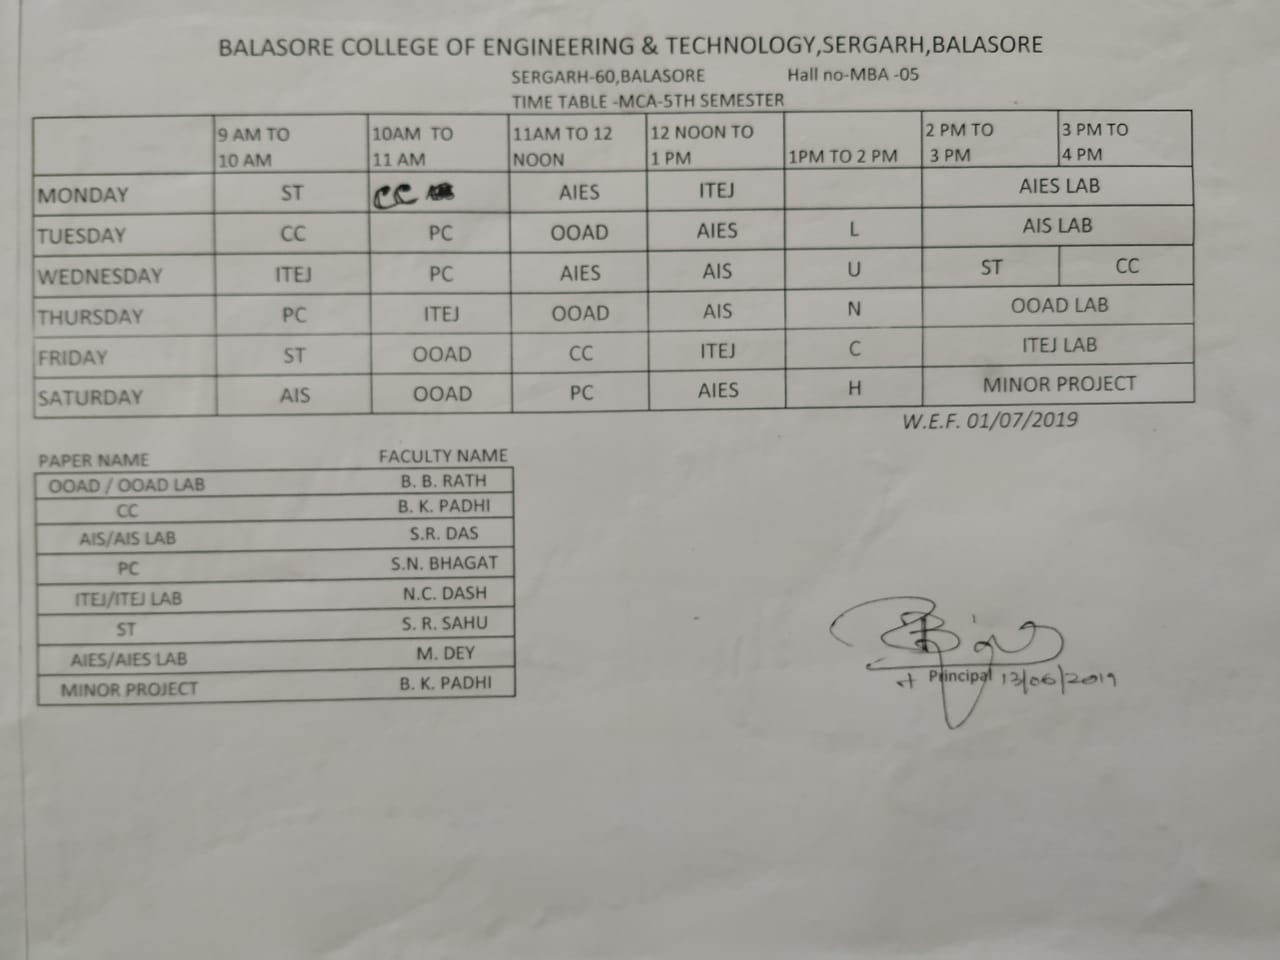 BALASORE COLLEGE OF ENGINEERING & TECHNOLOGY,SERGARH,BALASORE
SERGARH-60,BALASORE Hall no-MBA -05
TIME TABLE -MCA-5TH SEMESTER
9 AM TO 10 AM 10AM TO 11 AM 11AM TO 12 NOON 12 NOON TO 1 PM 1PM TO 2 PM 2 PM TO 3 PM 3 PM TO 4 PM
MONDAY ST CC AIES ITEJ AIES LAB
TUESDAY CC PC OOAD AIES L AIS LAB
WEDNESDAY ITEJ PC AIES AIS U ST CC
THURSDAY PC ITEJ OOAD AIS N OOAD LAB
FRIDAY ST OOAD CC ITEJ C ITEJ LAB
SATURDAY AIS OOAD PC AIES H MINOR PROJECT
W.E.F. 01/07/2019
PAPER NAME FACULTY NAME
OOAD / OOAD LAB B. B. RATH
CC B. K. PADHI
AIS/AIS LAB S.R. DAS
PC S.N. BHAGAT
ITEJ/ITEJ LAB N.C. DASH
ST S. R. SAHU
AIES/AIES LAB M. DEY
MINOR PROJECT B. K. PADHI
Principal 13/06/2019